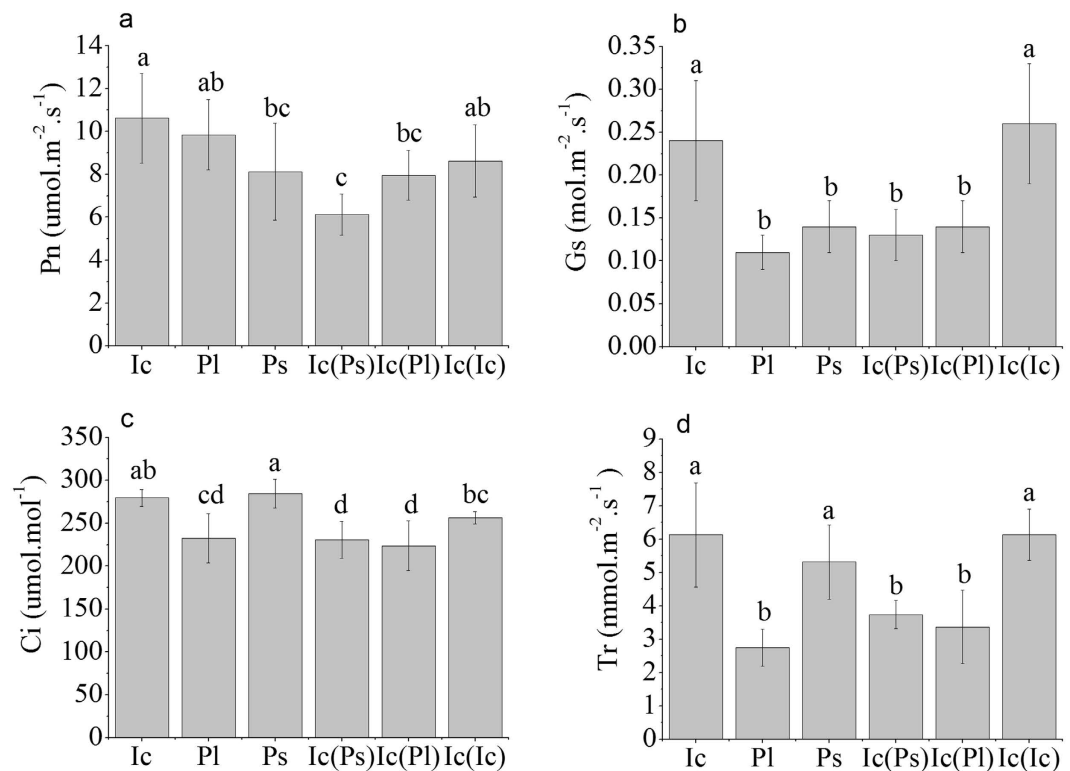 a
Pn (umol.m⁻².s⁻¹)
14
12
10
8
6
4
2
0
a
ab
bc
c
bc
ab
Ic Pl Ps Ic(Ps) Ic(Pl) Ic(Ic)
b
Gs (mol.m⁻².s⁻¹)
0.35
0.30
0.25
0.20
0.15
0.10
0.05
0.00
a
b
b
b
b
a
Ic Pl Ps Ic(Ps) Ic(Pl) Ic(Ic)
c
Ci (umol.mol⁻¹)
350
300
250
200
150
100
50
0
ab
cd
a
d
d
bc
Ic Pl Ps Ic(Ps) Ic(Pl) Ic(Ic)
d
Tr (mmol.m⁻².s⁻¹ )
9
8
7
6
5
4
3
2
1
0
a
b
a
b
b
a
Ic Pl Ps Ic(Ps) Ic(Pl) Ic(Ic)